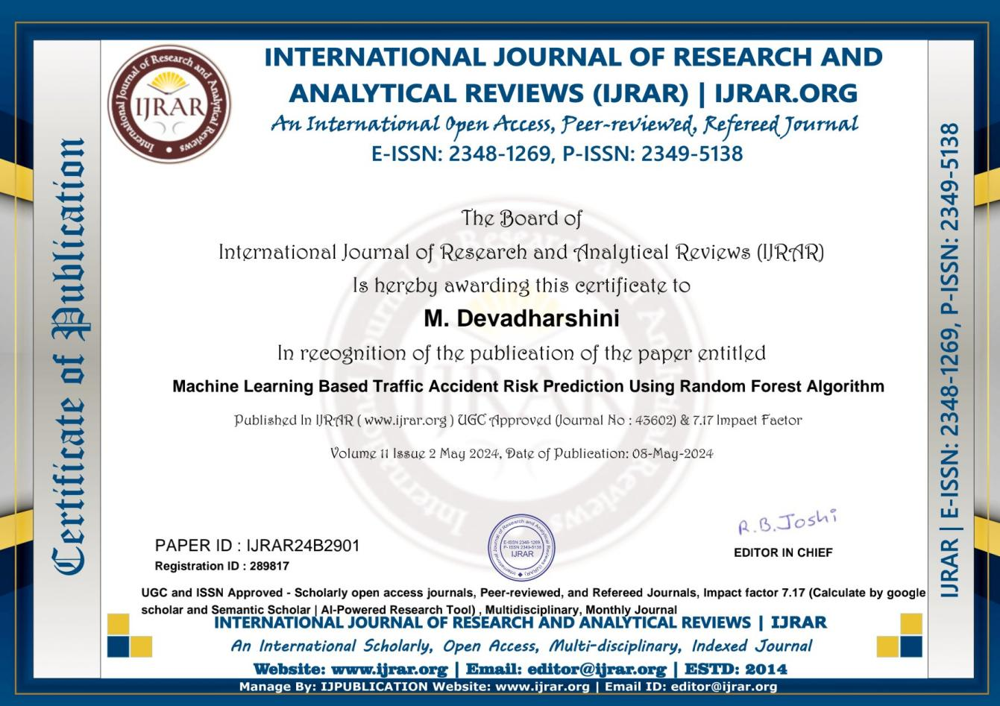 INTERNATIONAL JOURNAL OF RESEARCH AND
ANALYTICAL REVIEWS (IJRAR) | IJRAR.ORG
An International Open Access, Peer-reviewed, Refereed Journal
E-ISSN: 2348-1269, P-ISSN: 2349-5138
International Journal of Research and Analytical Reviews
IJRAR
Certificate of Publication
The Board of
International Journal of Research and Analytical Reviews (IJRAR)
Is hereby awarding this certificate to
M. Devadharshini
In recognition of the publication of the paper entitled
Machine Learning Based Traffic Accident Risk Prediction Using Random Forest Algorithm
Published In IJRAR ( www.ijrar.org ) UGC Approved (Journal No : 43602) & 7.17 Impact Factor
Volume 11 Issue 2 May 2024, Date of Publication: 08-May-2024
PAPER ID : IJRAR24B2901
Registration ID : 289817
International Journal of Research and Analytical Reviews (IJRAR)
E-ISSN 2348-1269
P- ISSN 2349-5138
IJRAR
R.B.Joshi
EDITOR IN CHIEF
UGC and ISSN Approved - Scholarly open access journals, Peer-reviewed, and Refereed Journals, Impact factor 7.17 (Calculate by google
scholar and Semantic Scholar | AI-Powered Research Tool) , Multidisciplinary, Monthly Journal
INTERNATIONAL JOURNAL OF RESEARCH AND ANALYTICAL REVIEWS | IJRAR
An International Scholarly, Open Access, Multi-disciplinary, Indexed Journal
Website: www.ijrar.org | Email: editor@ijrar.org | ESTD: 2014
Manage By: IJPUBLICATION Website: www.ijrar.org | Email ID: editor@ijrar.org
IJRAR | E-ISSN: 2348-1269, P-ISSN: 2349-5138
International Journal of Research and Analytical Reviews
IJRAR